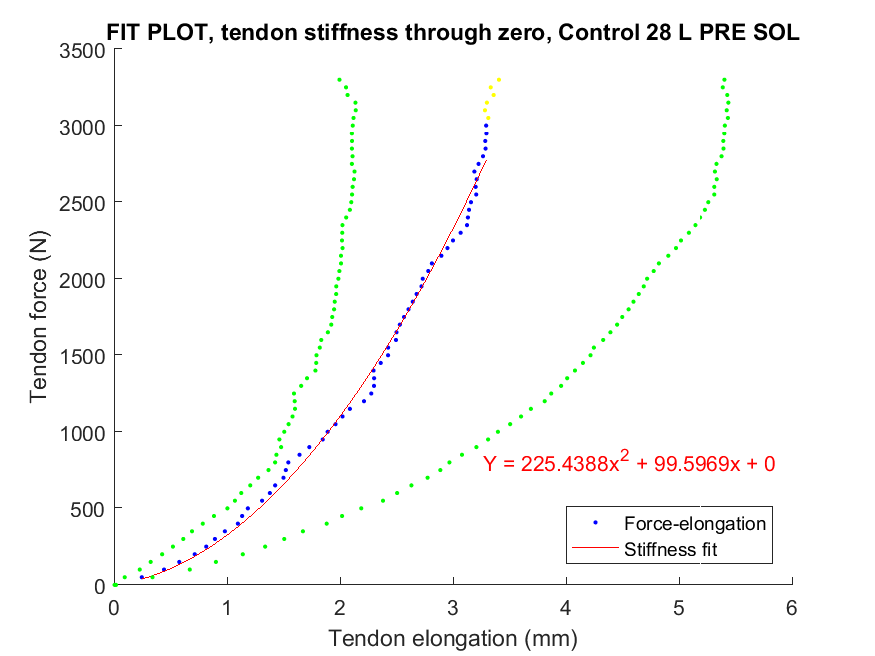 FIT PLOT, tendon stiffness through zero, Control 28 L PRE SOL
3500
3000
2500
2000
1500
1000
500
0
Tendon force (N)
Y = 225.4388x² + 99.5969x + 0
Force-elongation
Stiffness fit
0 1 2 3 4 5 6
Tendon elongation (mm)